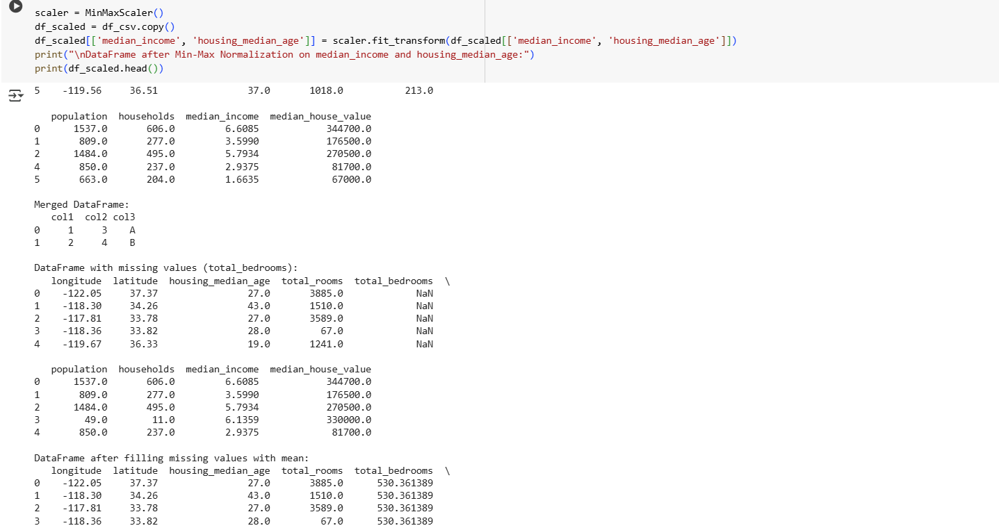 scaler = MinMaxScaler()
df_scaled = df_csv.copy()
df_scaled[['median_income', 'housing_median_age']] = scaler.fit_transform(df_scaled[['median_income', 'housing_median_age']])
print("\nDataFrame after Min-Max Normalization on median_income and housing_median_age:")
print(df_scaled.head())
5    -119.56     36.51                37.0       1018.0           213.0

   population  households  median_income  median_house_value
0      1537.0       606.0         6.6085            344700.0
1       809.0       277.0         3.5990            176500.0
2      1484.0       495.0         5.7934            270500.0
4       850.0       237.0         2.9375             81700.0
5       663.0       204.0         1.6635             67000.0

Merged DataFrame:
   col1  col2 col3
0     1     3    A
1     2     4    B

DataFrame with missing values (total_bedrooms):
   longitude  latitude  housing_median_age  total_rooms  total_bedrooms  \
0    -122.05     37.37                27.0       3885.0             NaN
1    -118.30     34.26                43.0       1510.0             NaN
2    -117.81     33.78                27.0       3589.0             NaN
3    -118.36     33.82                28.0         67.0             NaN
4    -119.67     36.33                19.0       1241.0             NaN

   population  households  median_income  median_house_value
0      1537.0       606.0         6.6085            344700.0
1       809.0       277.0         3.5990            176500.0
2      1484.0       495.0         5.7934            270500.0
3        49.0        11.0         6.1359            330000.0
4       850.0       237.0         2.9375             81700.0

DataFrame after filling missing values with mean:
   longitude  latitude  housing_median_age  total_rooms  total_bedrooms  \
0    -122.05     37.37                27.0       3885.0      530.361389
1    -118.30     34.26                43.0       1510.0      530.361389
2    -117.81     33.78                27.0       3589.0      530.361389
3    -118.36     33.82                28.0         67.0      530.361389